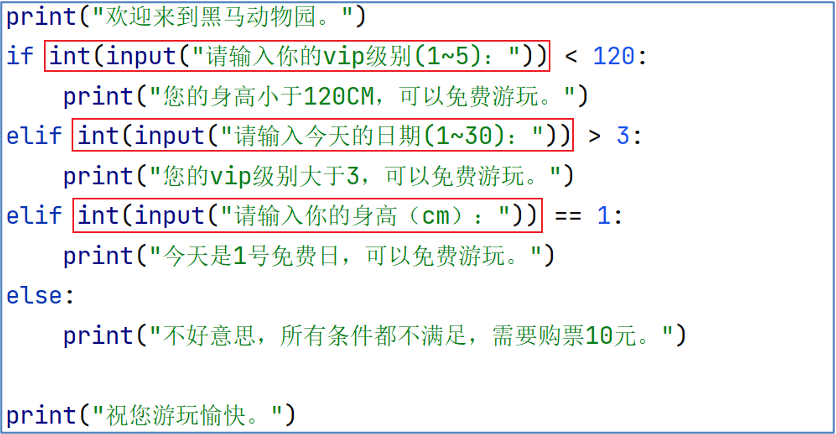 print("欢迎来到黑马动物园。")
if int(input("请输入你的vip级别(1~5)：")) < 120:
    print("您的身高小于120CM，可以免费游玩。")
elif int(input("请输入今天的日期(1~30)：")) > 3:
    print("您的vip级别大于3，可以免费游玩。")
elif int(input("请输入你的身高（cm）：")) == 1:
    print("今天是1号免费日，可以免费游玩。")
else:
    print("不好意思，所有条件都不满足，需要购票10元。")
print("祝您游玩愉快。")